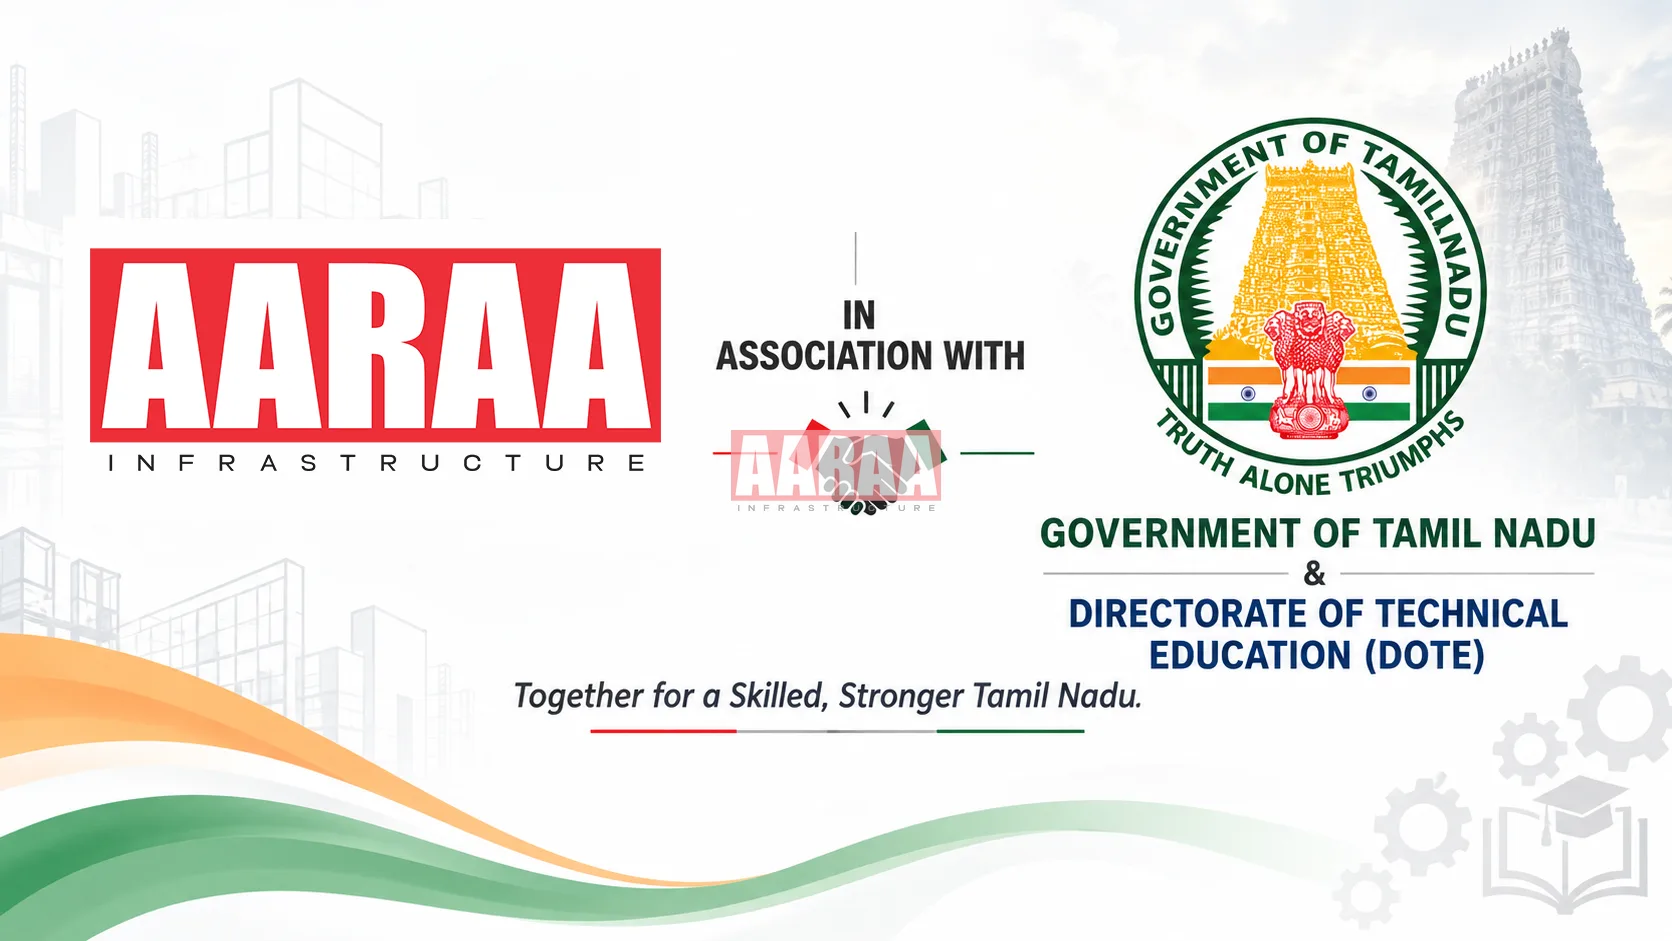 AARAA
INFRASTRUCTURE
IN
ASSOCIATION WITH
AARAA
INFRASTRUCTURE
GOVERNMENT OF TAMILNADU
TRUTH ALONE TRIUMPHS
GOVERNMENT OF TAMIL NADU
&
DIRECTORATE OF TECHNICAL
EDUCATION (DOTE)
Together for a Skilled, Stronger Tamil Nadu.